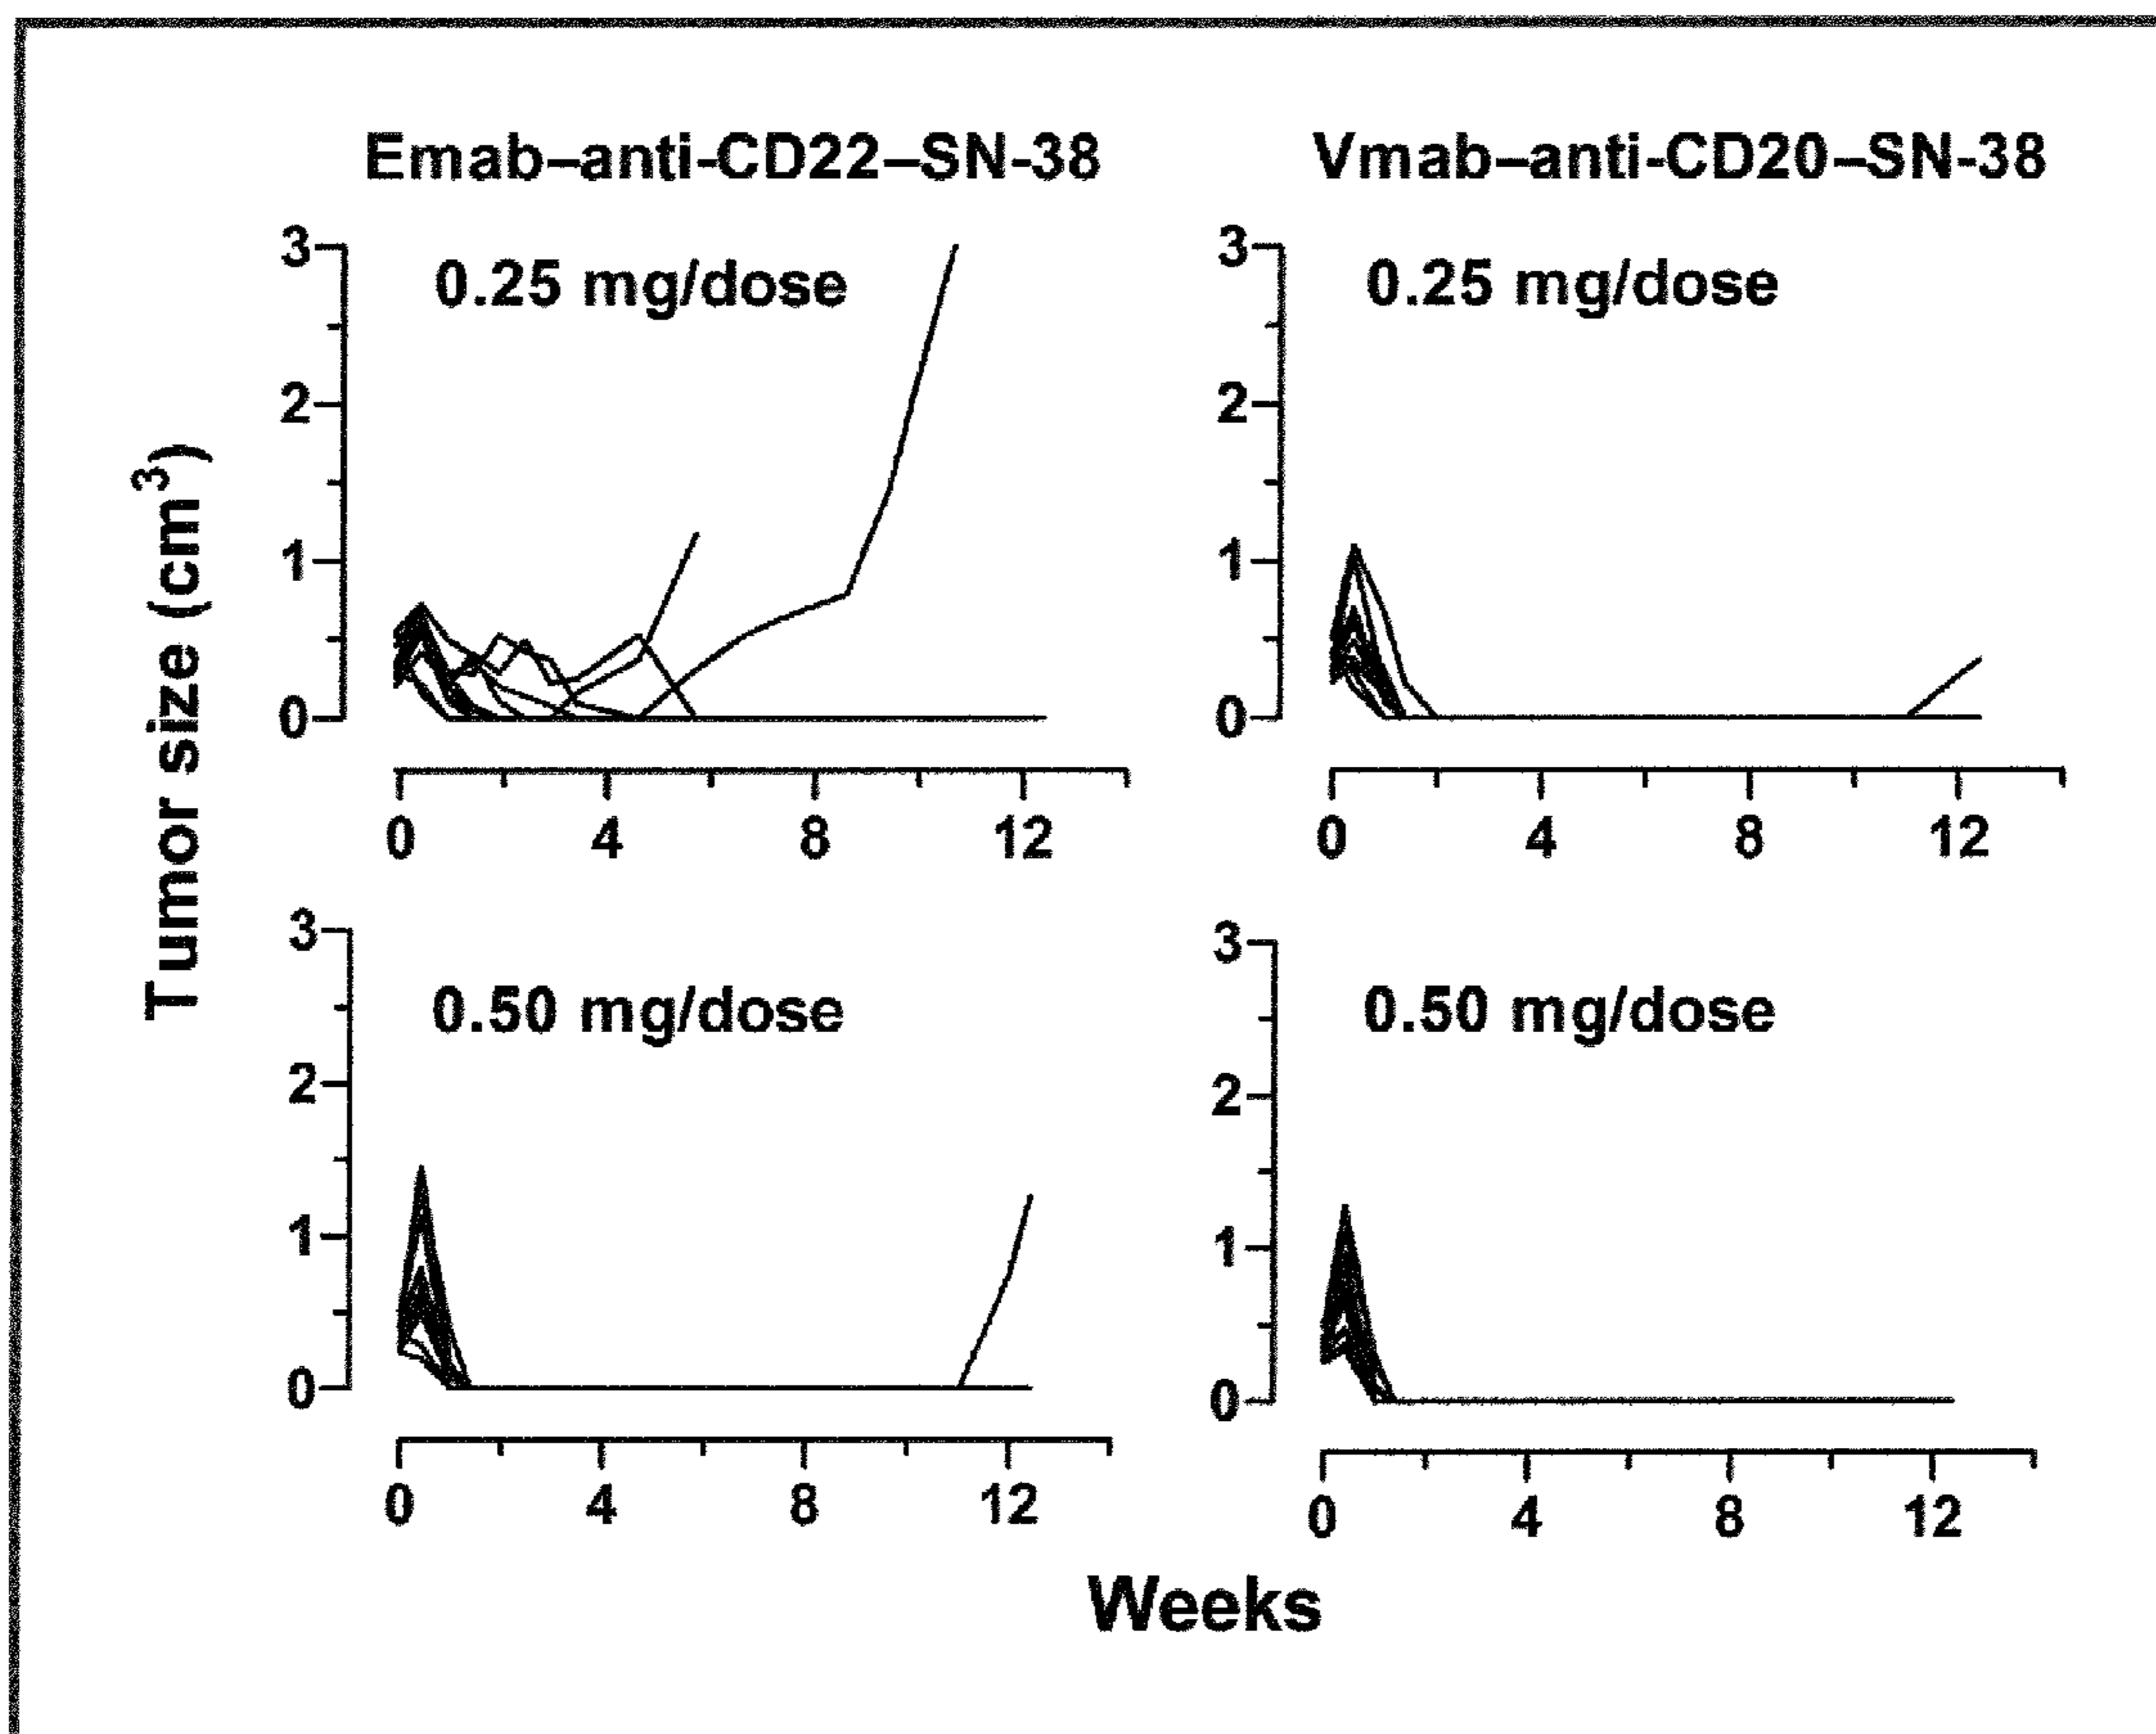 Emab–anti-CD22–SN-38
Vmab–anti-CD20–SN-38
Tumor size (cm³)
0.25 mg/dose
3
2
1
0
0 4 8 12
0.25 mg/dose
3
2
1
0
0 4 8 12
0.50 mg/dose
3
2
1
0
0 4 8 12
0.50 mg/dose
3
2
1
0
0 4 8 12
Weeks